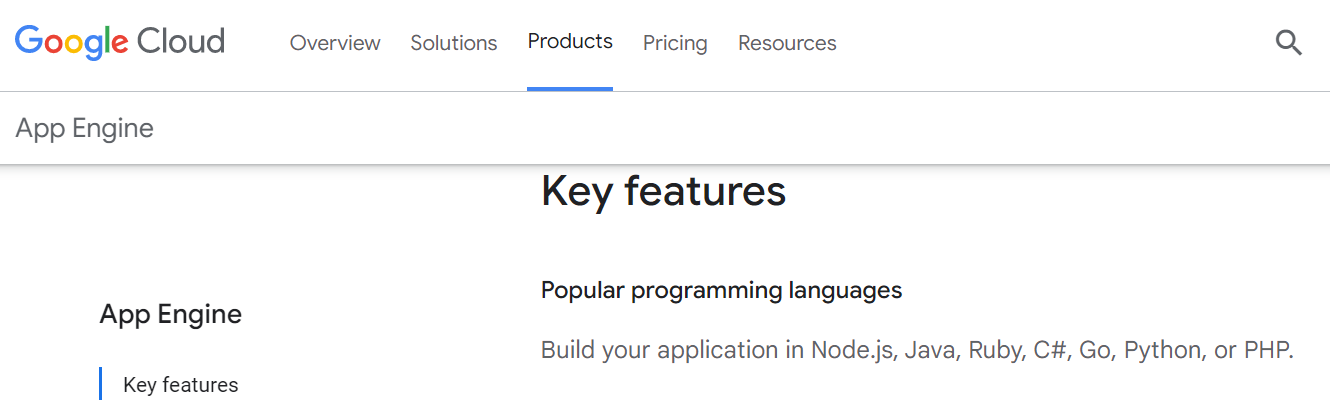 Google Cloud Overview Solutions Products Pricing Resources
App Engine
Key features
Popular programming languages
App Engine
Build your application in Node.js, Java, Ruby, C#, Go, Python, or PHP.
Key features